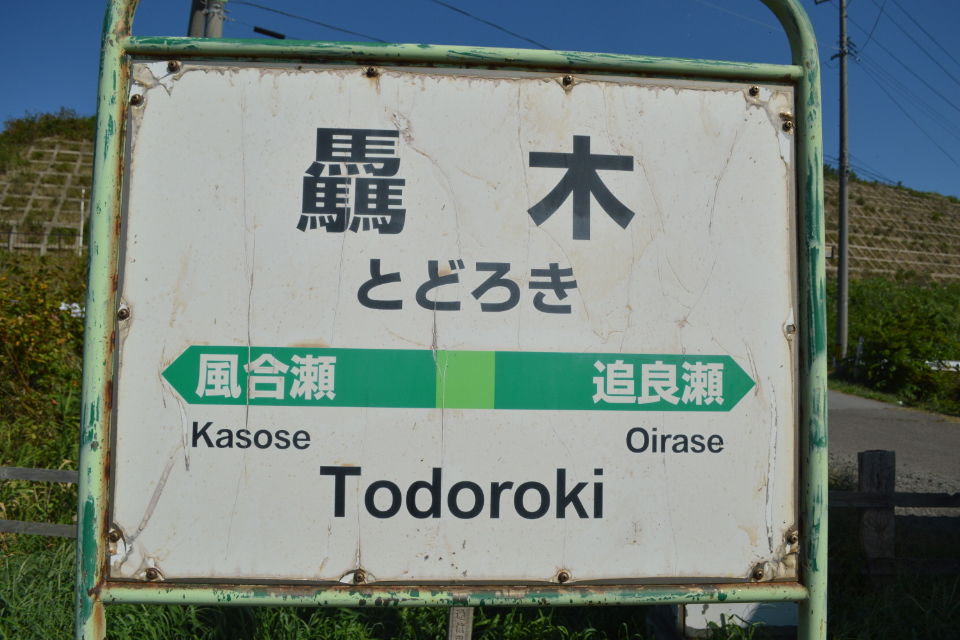 驫木
とどろき
風合瀬 追良瀬
Kasose Oirase
Todoroki